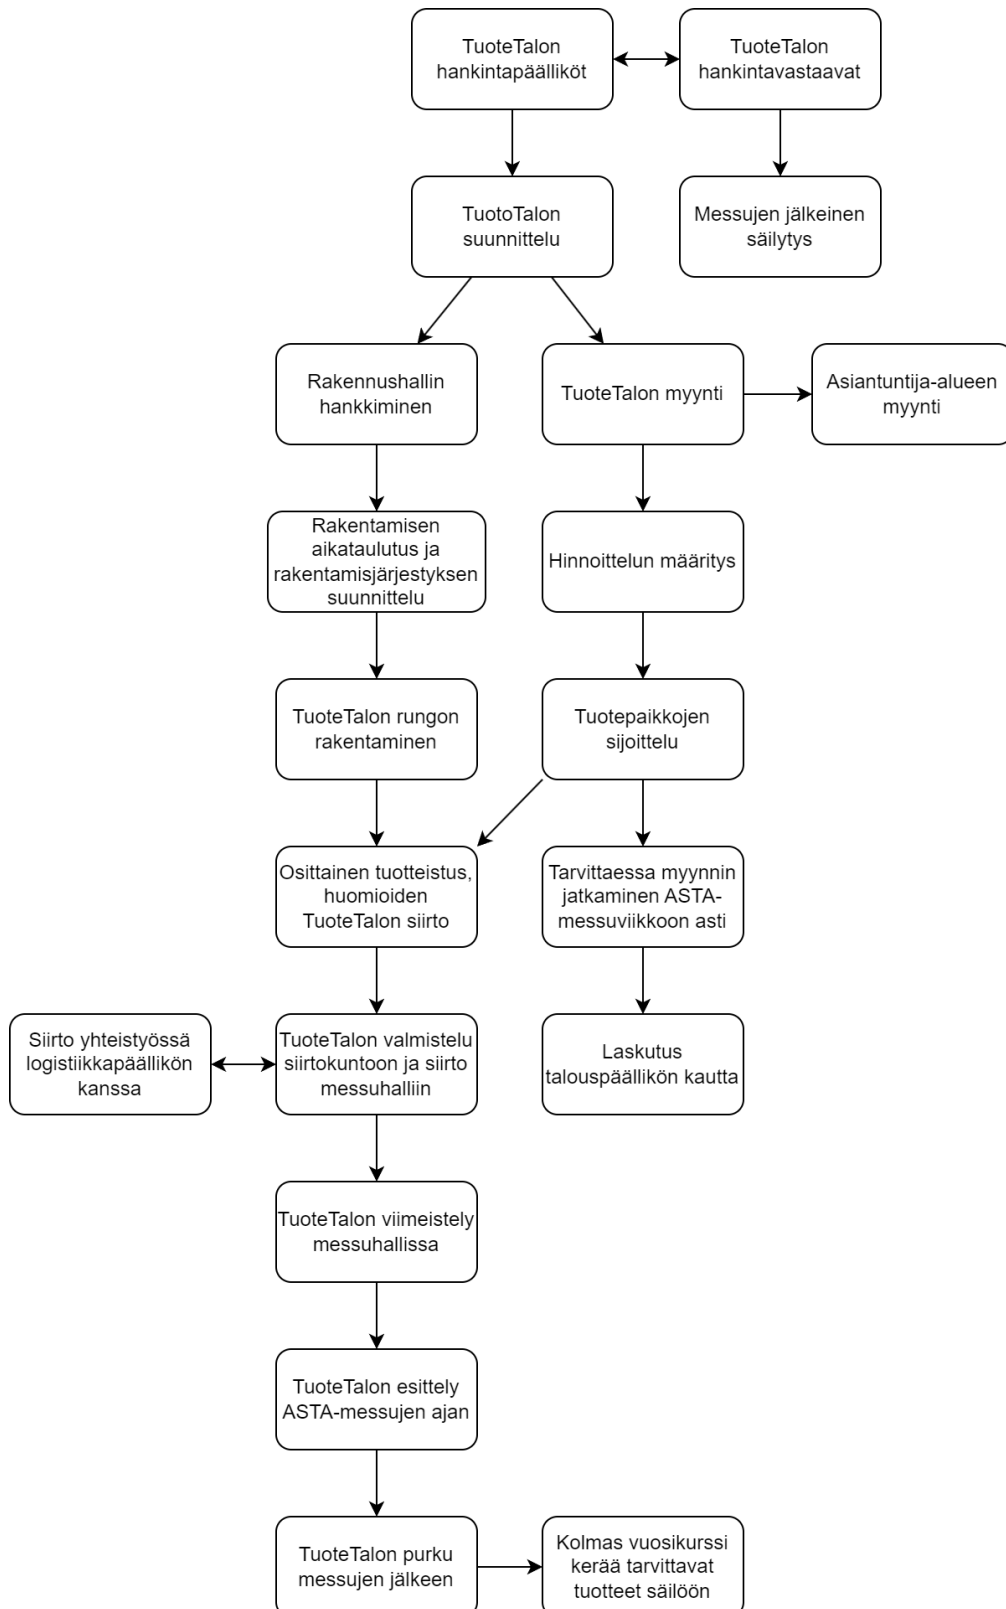 TuoteTalon
hankintapäälliköt
TuoteTalon
hankintavastaavat
TuotoTalon
suunnittelu
Messujen jälkeinen
säilytys
Rakennushallin
hankkiminen
TuoteTalon myynti
Asiantuntija-alueen
myynti
Rakentamisen
aikataulutus ja
rakentamisjärjestyksen
suunnittelu
Hinnoittelun määritys
TuoteTalon rungon
rakentaminen
Tuotepaikkojen
sijoittelu
Osittainen tuotteistus,
huomioiden
TuoteTalon siirto
Tarvittaessa myynnin
jatkaminen ASTA-
messuviikkoon asti
Siirto yhteistyössä
logistiikkapäällikön
kanssa
TuoteTalon valmistelu
siirtokuntoon ja siirto
messuhalliin
Laskutus
talouspäällikön kautta
TuoteTalon viimeistely
messuhallissa
TuoteTalon esittely
ASTA-messujen ajan
TuoteTalon purku
messujen jälkeen
Kolmas vuosikurssi
kerää tarvittavat
tuotteet säilöön